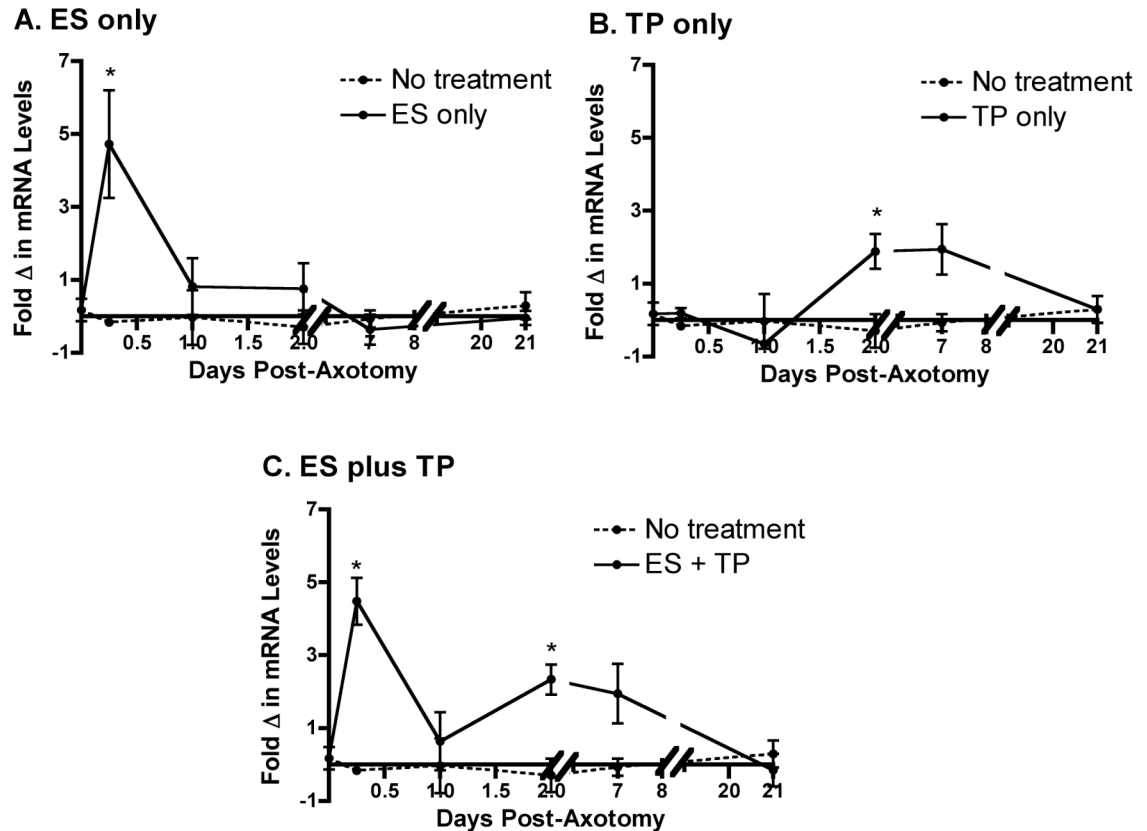 A. ES only
7
5
3
1
-1
Fold Δ in mRNA Levels
*
No treatment
ES only
0.5 1.0 1.5 2.0 7 8 20 21
Days Post-Axotomy
B. TP only
7
5
3
1
-1
Fold Δ in mRNA Levels
*
No treatment
TP only
0.5 1.0 1.5 2.0 7 8 20 21
Days Post-Axotomy
C. ES plus TP
7
5
3
1
-1
Fold Δ in mRNA Levels
*
*
No treatment
ES + TP
0.5 1.0 1.5 2.0 7 8 20 21
Days Post-Axotomy